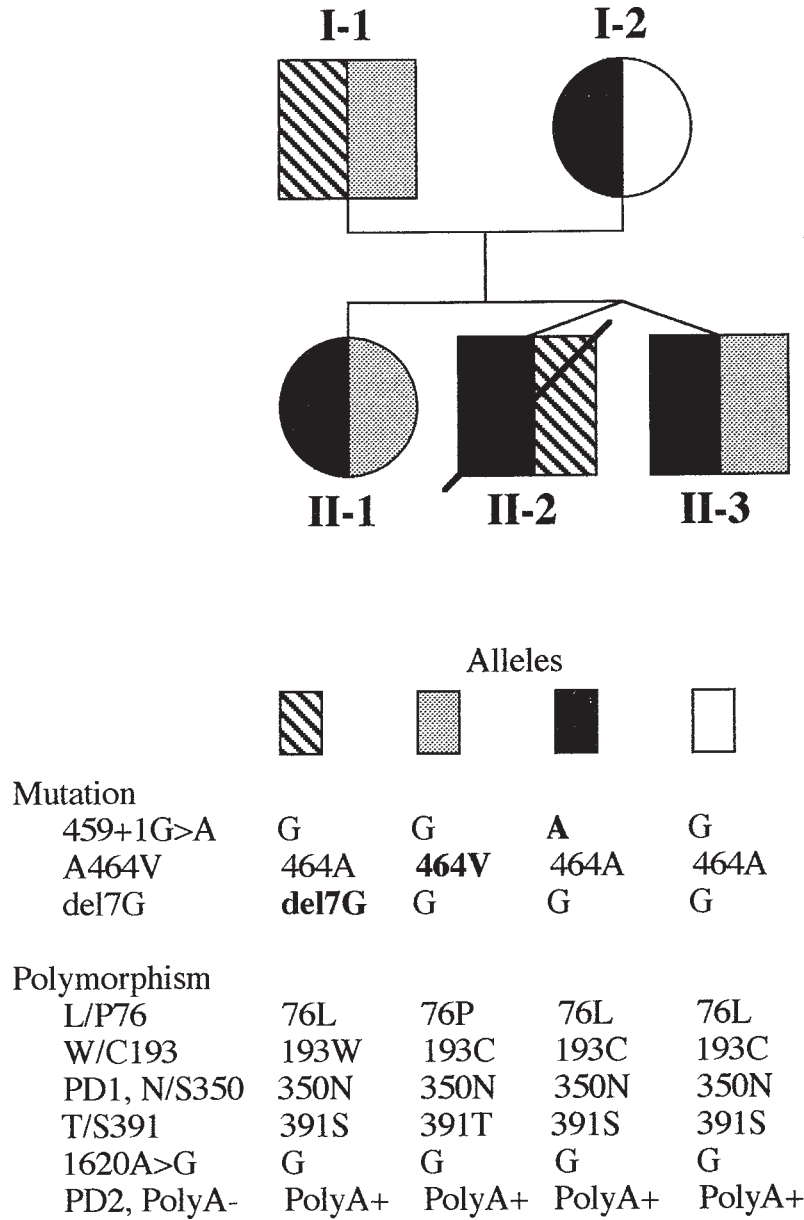 I-1 I-2
II-1 II-2 II-3
Alleles
Mutation
459+1G>A G G A G
A464V 464A 464V 464A 464A
del7G del7G G G G
Polymorphism
L/P76 76L 76P 76L 76L
W/C193 193W 193C 193C 193C
PD1, N/S350 350N 350N 350N 350N
T/S391 391S 391T 391S 391S
1620A>G G G G G
PD2, PolyA- PolyA+ PolyA+ PolyA+ PolyA+